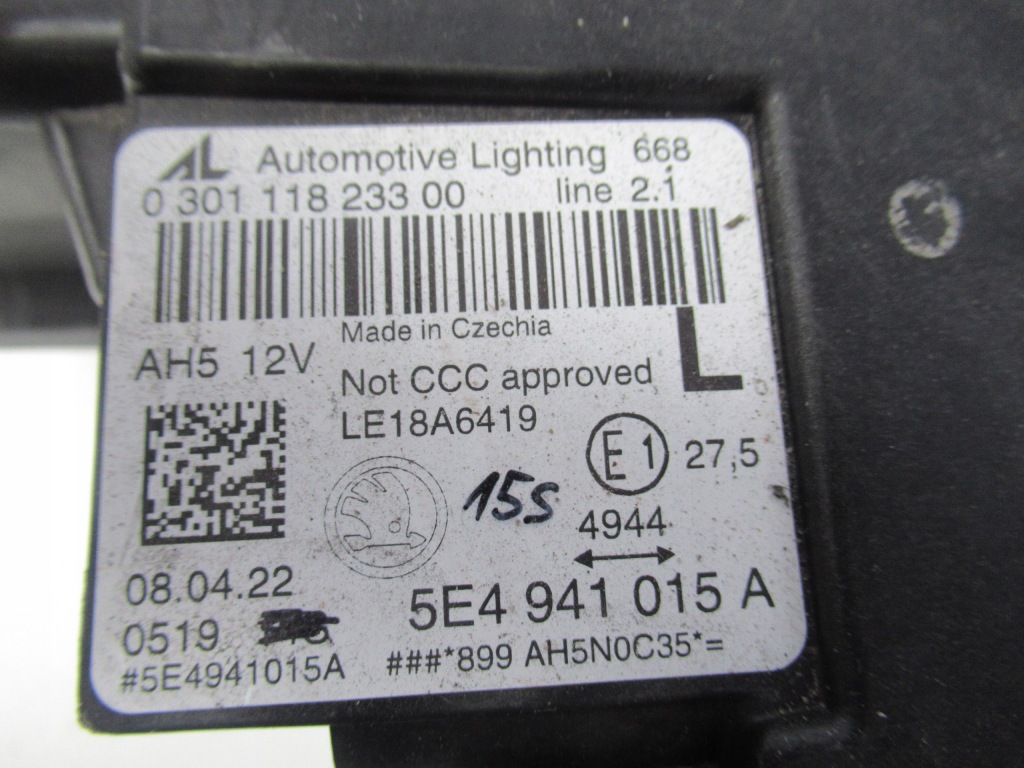 AL Automotive Lighting 668
0 301 118 233 00 line 2.1
Made in Czechia
L
AH5 12V
Not CCC approved
LE18A6419
E1 27,5
15s
4944
08.04.22
5E4 941 015 A
0519
#5E4941015A ###*899 AH5N0C35*=